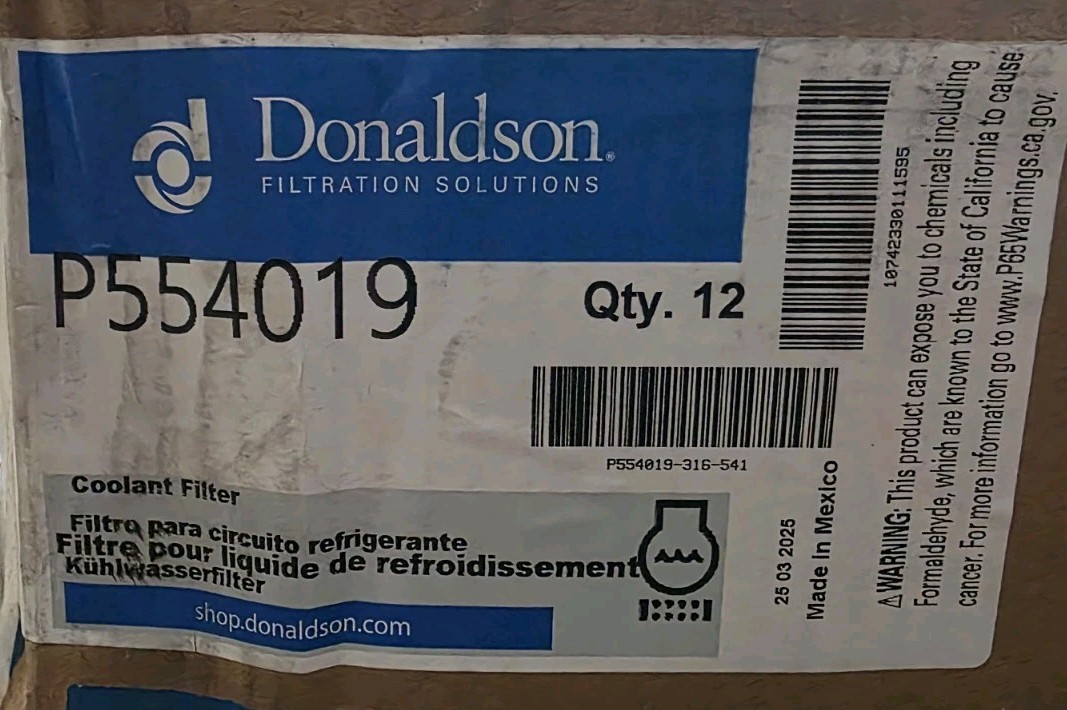 Donaldson®
FILTRATION SOLUTIONS
P554019
Qty. 12
10742330111595
P554019-316-541
Coolant Filter
Filtro para circuito refrigerante
Filtre pour liquide de refroidissement
Kühlwasserfilter
shop.donaldson.com
25 03 2025
Made in Mexico
⚠WARNING: This product can expose you to chemicals including
Formaldehyde, which are known to the State of California to cause
cancer. For more information go to www.P65Warnings.ca.gov.